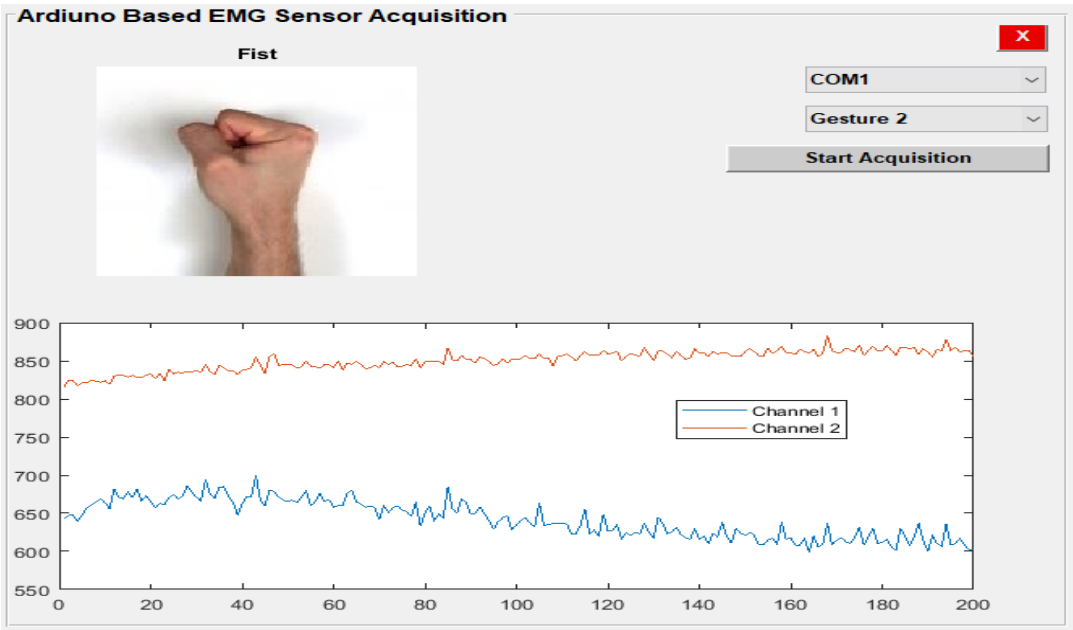 Ardiuno Based EMG Sensor Acquisition
X
Fist
COM1
Gesture 2
Start Acquisition
900
850
800
750
700
650
600
550
Channel 1
Channel 2
0 20 40 60 80 100 120 140 160 180 200